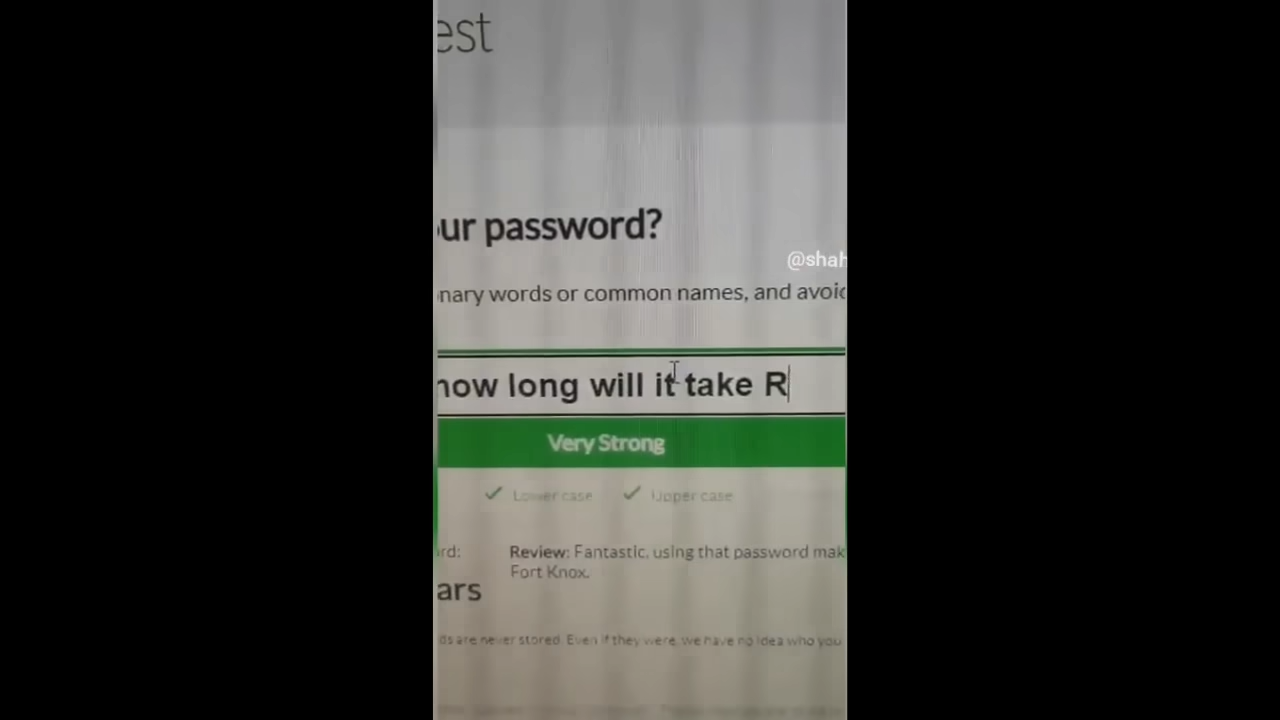 est
ur password?
@shah
nary words or common names, and avoid
how long will it take R
Very Strong
Lower case Upper case
rd: Review: Fantastic, using that password mak
Fort Knox.
ars
ds are never stored. Even if they were, we have no idea who you